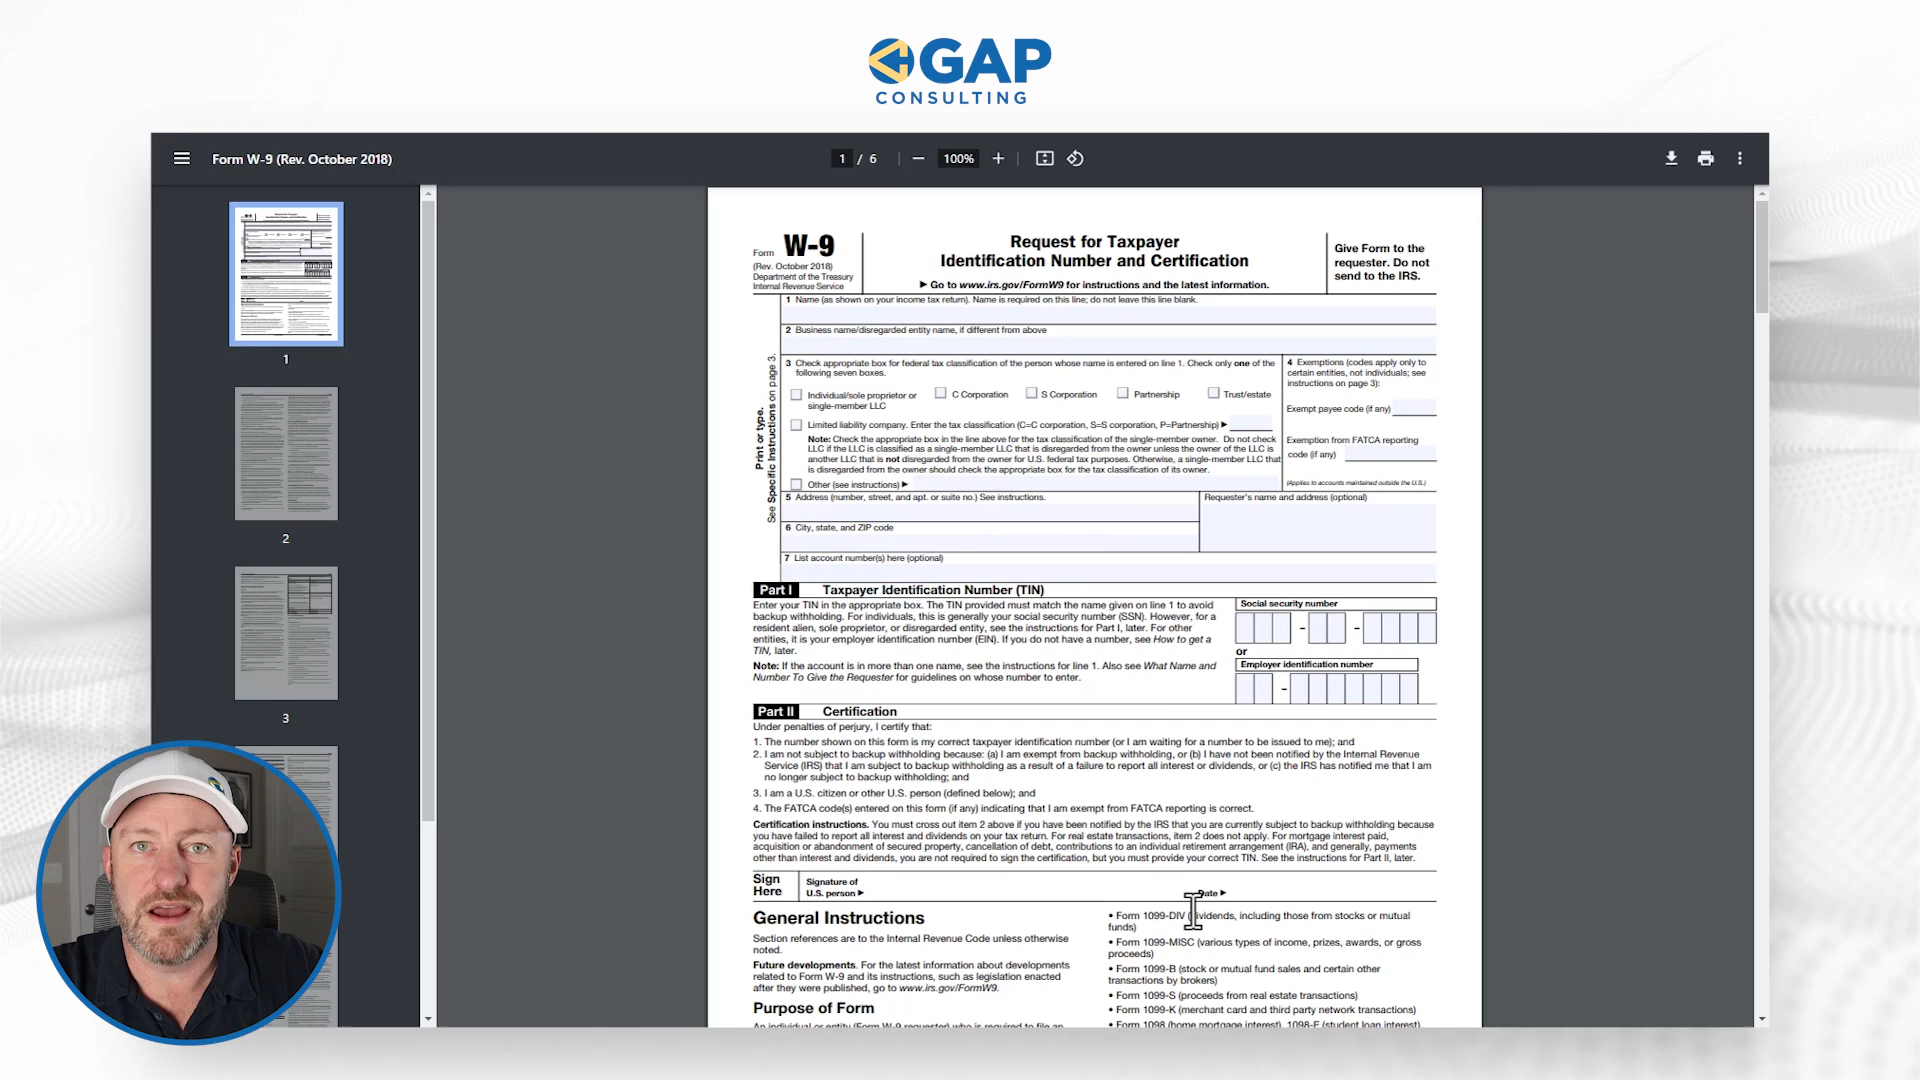 GAP
CONSULTING
Form W-9 (Rev. October 2018)
1 / 6
100%
1
2
3
Form W-9
(Rev. October 2018)
Department of the Treasury
Internal Revenue Service
Request for Taxpayer
Identification Number and Certification
▶ Go to www.irs.gov/FormW9 for instructions and the latest information.
Give Form to the
requester. Do not
send to the IRS.
Print or type.
See Specific Instructions on page 3.
1 Name (as shown on your income tax return). Name is required on this line; do not leave this line blank.
2 Business name/disregarded entity name, if different from above
3 Check appropriate box for federal tax classification of the person whose name is entered on line 1. Check only one of the
following seven boxes.
Individual/sole proprietor or
single-member LLC
C Corporation
S Corporation
Partnership
Trust/estate
Limited liability company. Enter the tax classification (C=C corporation, S=S corporation, P=Partnership) ▶
Note: Check the appropriate box in the line above for the tax classification of the single-member owner. Do not check
LLC if the LLC is classified as a single-member LLC that is disregarded from the owner unless the owner of the LLC is
another LLC that is not disregarded from the owner for U.S. federal tax purposes. Otherwise, a single-member LLC that
is disregarded from the owner should check the appropriate box for the tax classification of its owner.
Other (see instructions) ▶
4 Exemptions (codes apply only to
certain entities, not individuals; see
instructions on page 3):
Exempt payee code (if any)
Exemption from FATCA reporting
code (if any)
(Applies to accounts maintained outside the U.S.)
5 Address (number, street, and apt. or suite no.) See instructions.
Requester's name and address (optional)
6 City, state, and ZIP code
7 List account number(s) here (optional)
Part I Taxpayer Identification Number (TIN)
Enter your TIN in the appropriate box. The TIN provided must match the name given on line 1 to avoid
backup withholding. For individuals, this is generally your social security number (SSN). However, for a
resident alien, sole proprietor, or disregarded entity, see the instructions for Part I, later. For other
entities, it is your employer identification number (EIN). If you do not have a number, see How to get a
TIN, later.
Note: If the account is in more than one name, see the instructions for line 1. Also see What Name and
Number To Give the Requester for guidelines on whose number to enter.
Social security number
– –
or
Employer identification number
–
Part II Certification
Under penalties of perjury, I certify that:
1. The number shown on this form is my correct taxpayer identification number (or I am waiting for a number to be issued to me); and
2. I am not subject to backup withholding because: (a) I am exempt from backup withholding, or (b) I have not been notified by the Internal Revenue
Service (IRS) that I am subject to backup withholding as a result of a failure to report all interest or dividends, or (c) the IRS has notified me that I am
no longer subject to backup withholding; and
3. I am a U.S. citizen or other U.S. person (defined below); and
4. The FATCA code(s) entered on this form (if any) indicating that I am exempt from FATCA reporting is correct.
Certification instructions. You must cross out item 2 above if you have been notified by the IRS that you are currently subject to backup withholding because
you have failed to report all interest and dividends on your tax return. For real estate transactions, item 2 does not apply. For mortgage interest paid,
acquisition or abandonment of secured property, cancellation of debt, contributions to an individual retirement arrangement (IRA), and generally, payments
other than interest and dividends, you are not required to sign the certification, but you must provide your correct TIN. See the instructions for Part II, later.
Sign
Here
Signature of
U.S. person ▶
Date ▶
General Instructions
Section references are to the Internal Revenue Code unless otherwise
noted.
Future developments. For the latest information about developments
related to Form W-9 and its instructions, such as legislation enacted
after they were published, go to www.irs.gov/FormW9.
Purpose of Form
An individual or entity (Form W-9 requester) who is required to file an
• Form 1099-DIV (dividends, including those from stocks or mutual
funds)
• Form 1099-MISC (various types of income, prizes, awards, or gross
proceeds)
• Form 1099-B (stock or mutual fund sales and certain other
transactions by brokers)
• Form 1099-S (proceeds from real estate transactions)
• Form 1099-K (merchant card and third party network transactions)
• Form 1098 (home mortgage interest), 1098-E (student loan interest),